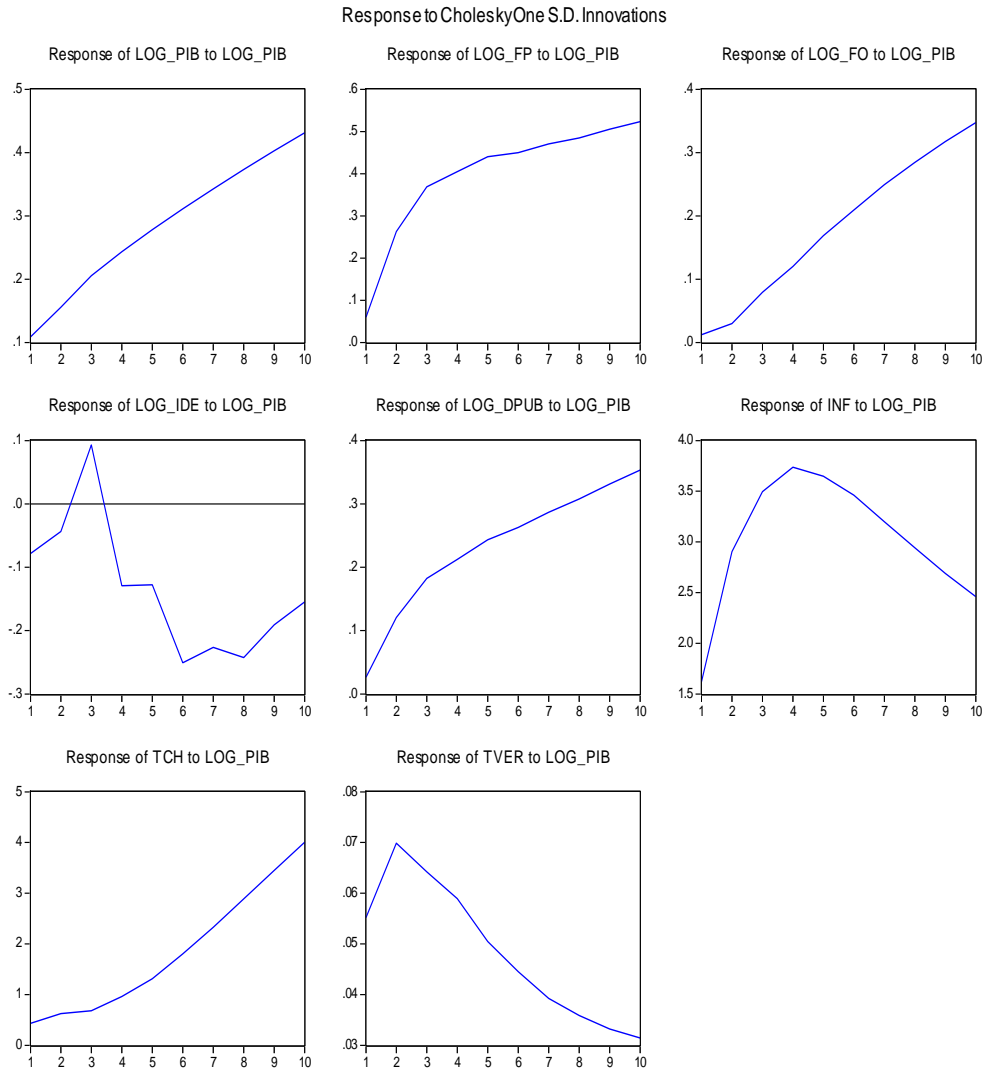 Response to Cholesky One S.D. Innovations
Response of LOG_PIB to LOG_PIB
.5
.4
.3
.2
.1
1 2 3 4 5 6 7 8 9 10
Response of LOG_FP to LOG_PIB
.6
.5
.4
.3
.2
.1
.0
1 2 3 4 5 6 7 8 9 10
Response of LOG_FO to LOG_PIB
.4
.3
.2
.1
.0
1 2 3 4 5 6 7 8 9 10
Response of LOG_IDE to LOG_PIB
.1
.0
-.1
-.2
-.3
1 2 3 4 5 6 7 8 9 10
Response of LOG_DPUB to LOG_PIB
.4
.3
.2
.1
.0
1 2 3 4 5 6 7 8 9 10
Response of INF to LOG_PIB
4.0
3.5
3.0
2.5
2.0
1.5
1 2 3 4 5 6 7 8 9 10
Response of TCH to LOG_PIB
5
4
3
2
1
0
1 2 3 4 5 6 7 8 9 10
Response of TVER to LOG_PIB
.08
.07
.06
.05
.04
.03
1 2 3 4 5 6 7 8 9 10